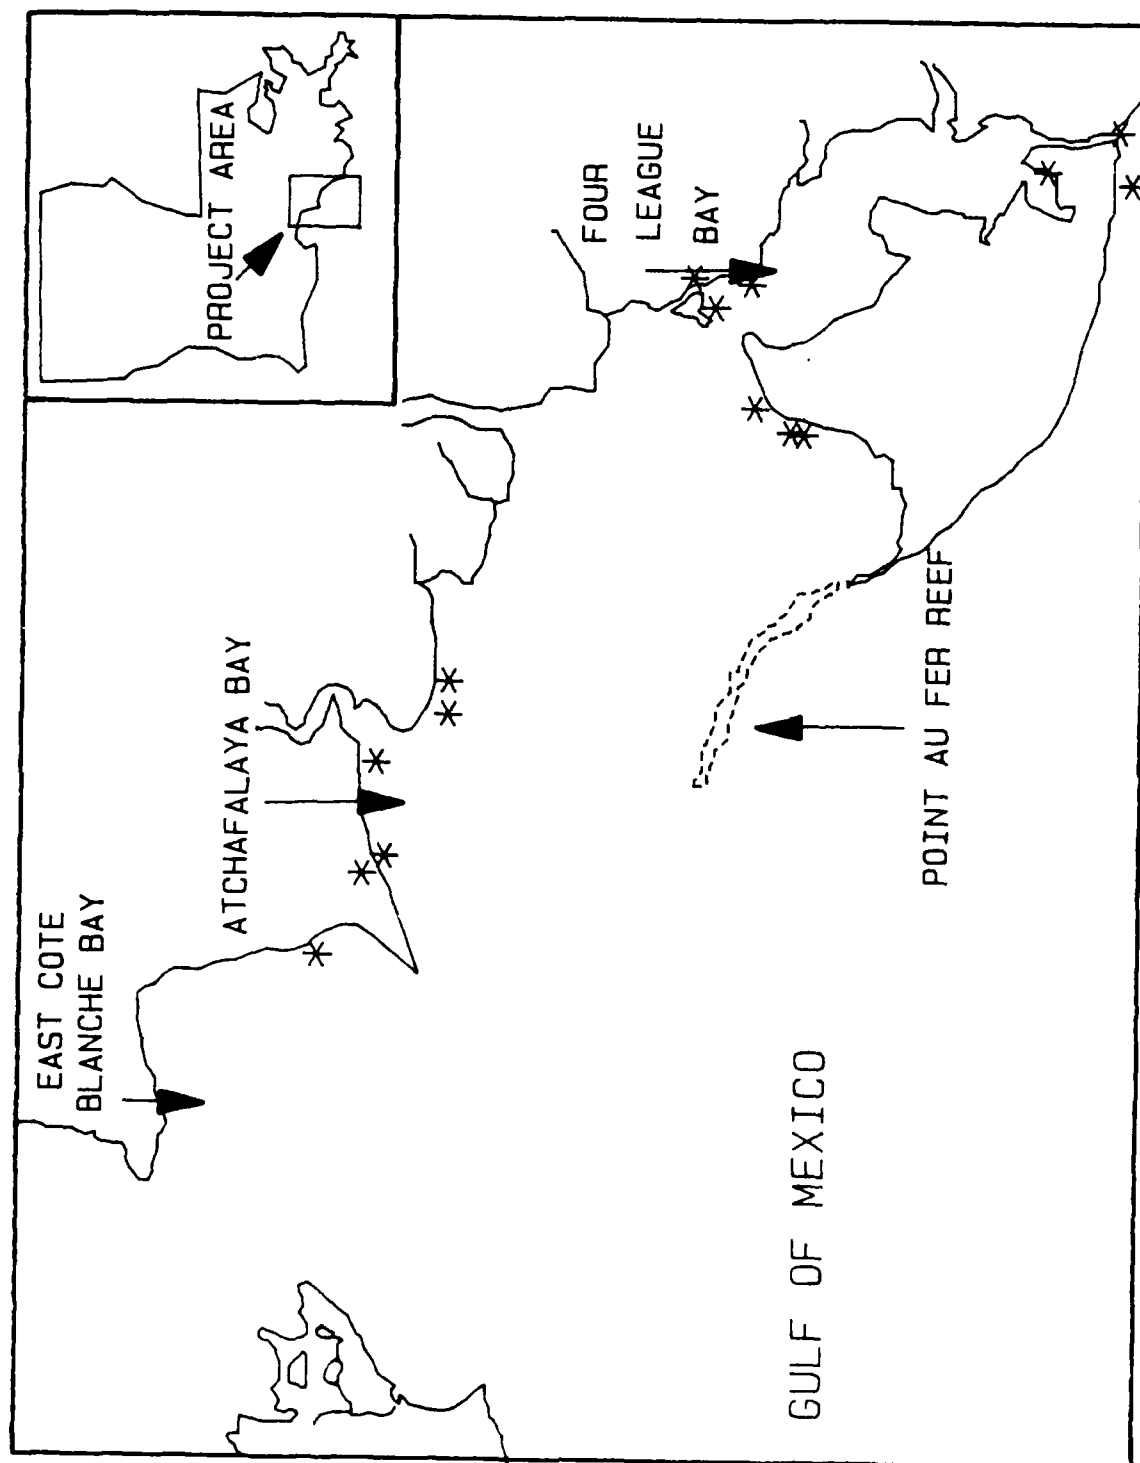 PROJECT AREA
EAST COTE
BLANCHE BAY
ATCHAFALAYA BAY
FOUR
LEAGUE
BAY
POINT AU FER REEF
GULF OF MEXICO